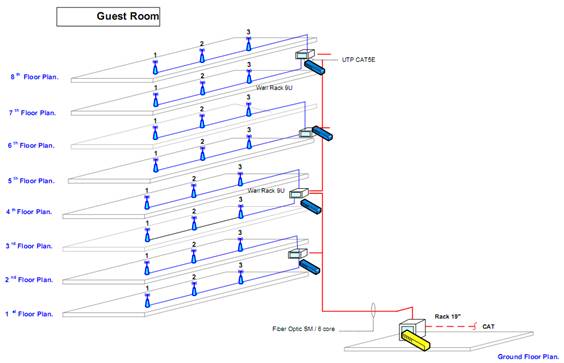 Guest Room
1 2 3
8 th Floor Plan.
UTP CAT5E
1 2 3
Wall Rack 9U
7 th Floor Plan.
1 2 3
6 th Floor Plan.
1 2 3
5 th Floor Plan.
1 2 3
Wall Rack 9U
4 th Floor Plan.
1 2 3
3 rd Floor Plan.
1 2 3
2 nd Floor Plan.
1 2 3
1 st Floor Plan.
Rack 19"
Fiber Optic SM / 6 core
CAT
Ground Floor Plan.